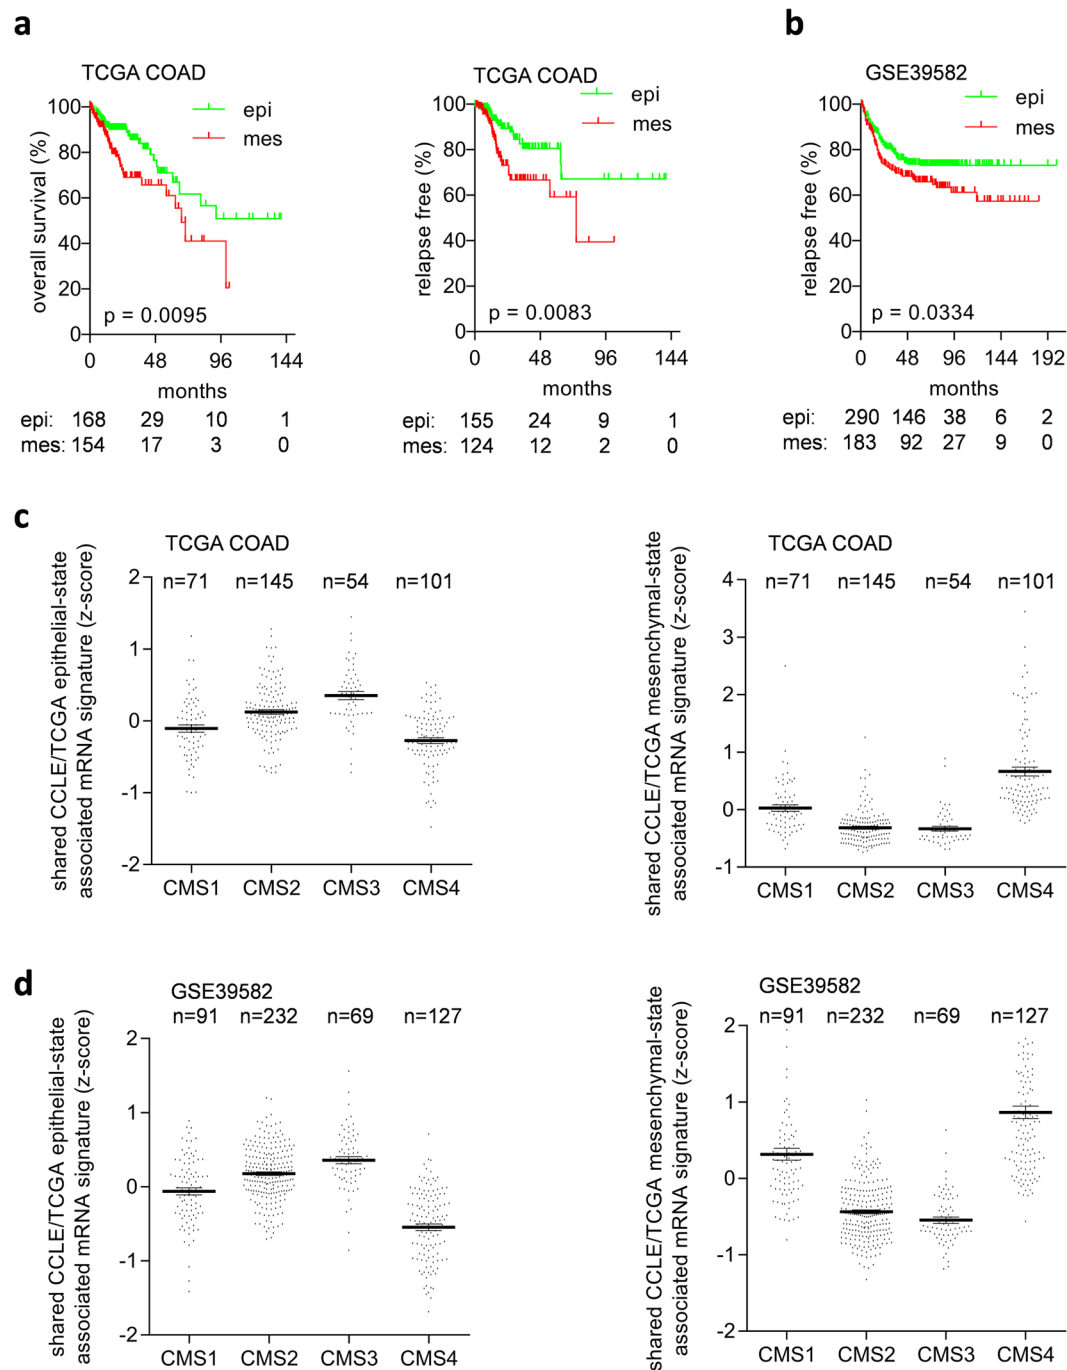 a
b
TCGA COAD
TCGA COAD
GSE39582
epi
mes
epi
mes
epi
mes
overall survival (%)
100
80
60
40
20
0
p = 0.0095
0 48 96 144
months
epi: 168 29 10 1
mes: 154 17 3 0
relapse free (%)
100
80
60
40
20
0
p = 0.0083
0 48 96 144
months
epi: 155 24 9 1
mes: 124 12 2 0
relapse free (%)
100
80
60
40
20
0
p = 0.0334
0 48 96 144 192
months
epi: 290 146 38 6 2
mes: 183 92 27 9 0
c
TCGA COAD
shared CCLE/TCGA epithelial-state
associated mRNA signature (z-score)
n=71 n=145 n=54 n=101
2
1
0
-1
-2
CMS1 CMS2 CMS3 CMS4
TCGA COAD
shared CCLE/TCGA mesenchymal-state
associated mRNA signature (z-score)
n=71 n=145 n=54 n=101
4
3
2
1
0
-1
CMS1 CMS2 CMS3 CMS4
d
GSE39582
shared CCLE/TCGA epithelial-state
associated mRNA signature (z-score)
n=91 n=232 n=69 n=127
2
1
0
-1
-2
CMS1 CMS2 CMS3 CMS4
GSE39582
shared CCLE/TCGA mesenchymal-state
associated mRNA signature (z-score)
n=91 n=232 n=69 n=127
2
1
0
-1
-2
CMS1 CMS2 CMS3 CMS4